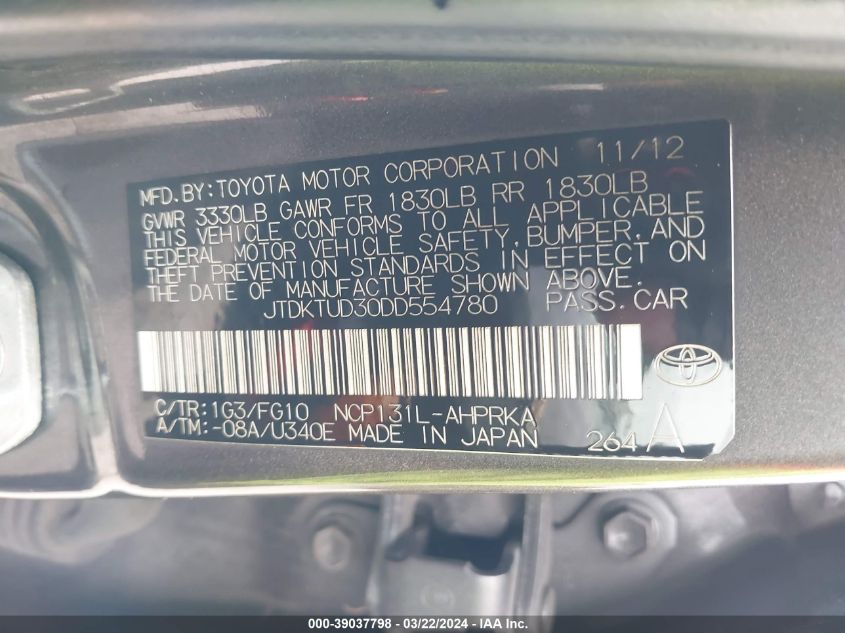 MFD.BY:TOYOTA MOTOR CORPORATION 11/12
GVWR 3330LB GAWR FR 1830LB RR 1830LB
THIS VEHICLE CONFORMS TO ALL APPLICABLE
FEDERAL MOTOR VEHICLE SAFETY, BUMPER, AND
THEFT PREVENTION STANDARDS IN EFFECT ON
THE DATE OF MANUFACTURE SHOWN ABOVE.
JTDKTUD30DD554780 PASS.CAR
C/TR:1G3/FG10 NCP131L-AHPRKA
A/TM:-08A/U340E MADE IN JAPAN 264 A
000-39037798 - 03/22/2024 - IAA Inc.